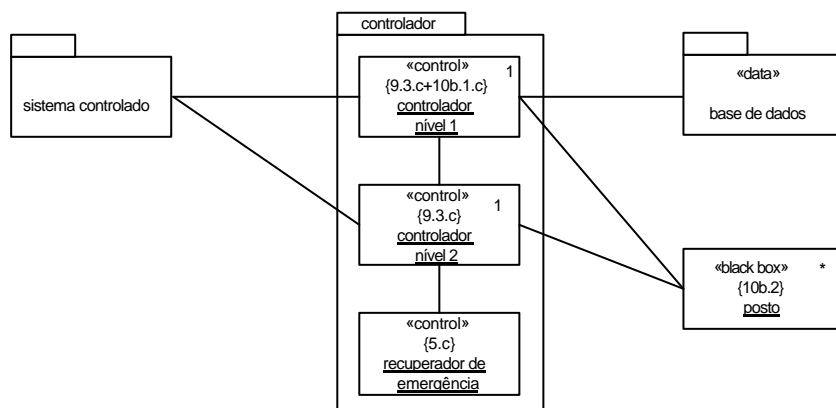 controlador
sistema controlado
«control» 1
{9.3.c+10b.1.c}
controlador
nível 1
«data»
base de dados
«control»
{9.3.c} 1
controlador
nível 2
«black box» *
{10b.2}
posto
«control»
{5.c}
recuperador de
emergência